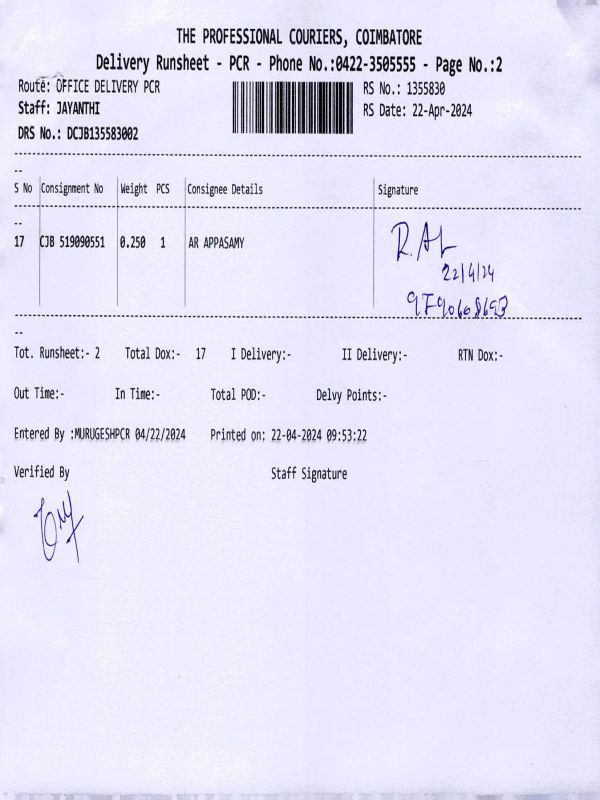 THE PROFESSIONAL COURIERS, COIMBATORE
Delivery Runsheet - PCR - Phone No.:0422-3505555 - Page No.:2
Route: OFFICE DELIVERY PCR
RS No.: 1355830
Staff: JAYANTHI
RS Date: 22-Apr-2024
DRS No.: DCJB135583002
--
S No Consignment No Weight PCS Consignee Details Signature
--
17 CJB 519090551 0.250 1 AR APPASAMY
22/4/24
--
Tot. Runsheet:- 2 Total Dox:- 17 I Delivery:- II Delivery:- RTN Dox:-
Out Time:- In Time:- Total POD:- Delvy Points:-
Entered By :MURUGESHPCR 04/22/2024 Printed on: 22-04-2024 09:53:22
Verified By Staff Signature